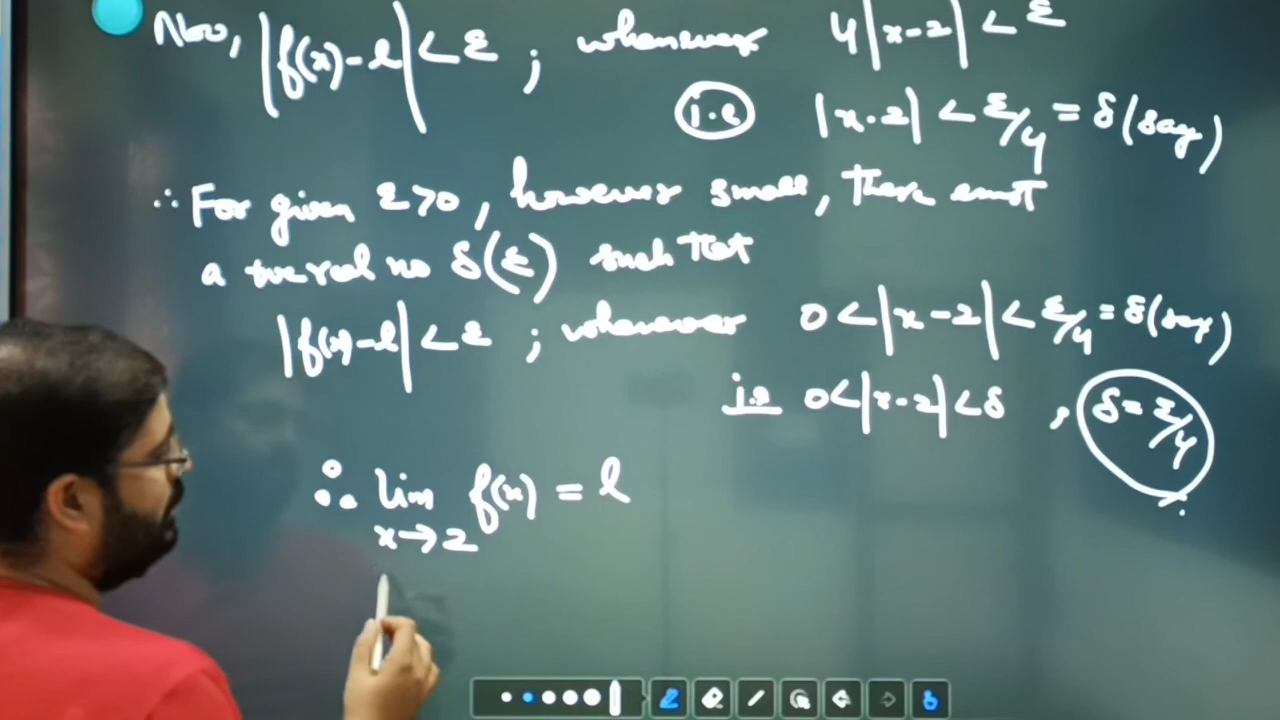 Now, |f(x)-l| < ε ; whenever 4|x-2| < ε
i.e |x-2| < ε/4 = δ(say)
∴ For given ε>0, however small, there exist
a +ve real no δ(ε) such that
|f(x)-l| < ε ; whenever 0<|x-2|<ε/4=δ(say)
i.e 0<|x-2|<δ , δ=ε/4
∴ lim f(x) = l
x→2